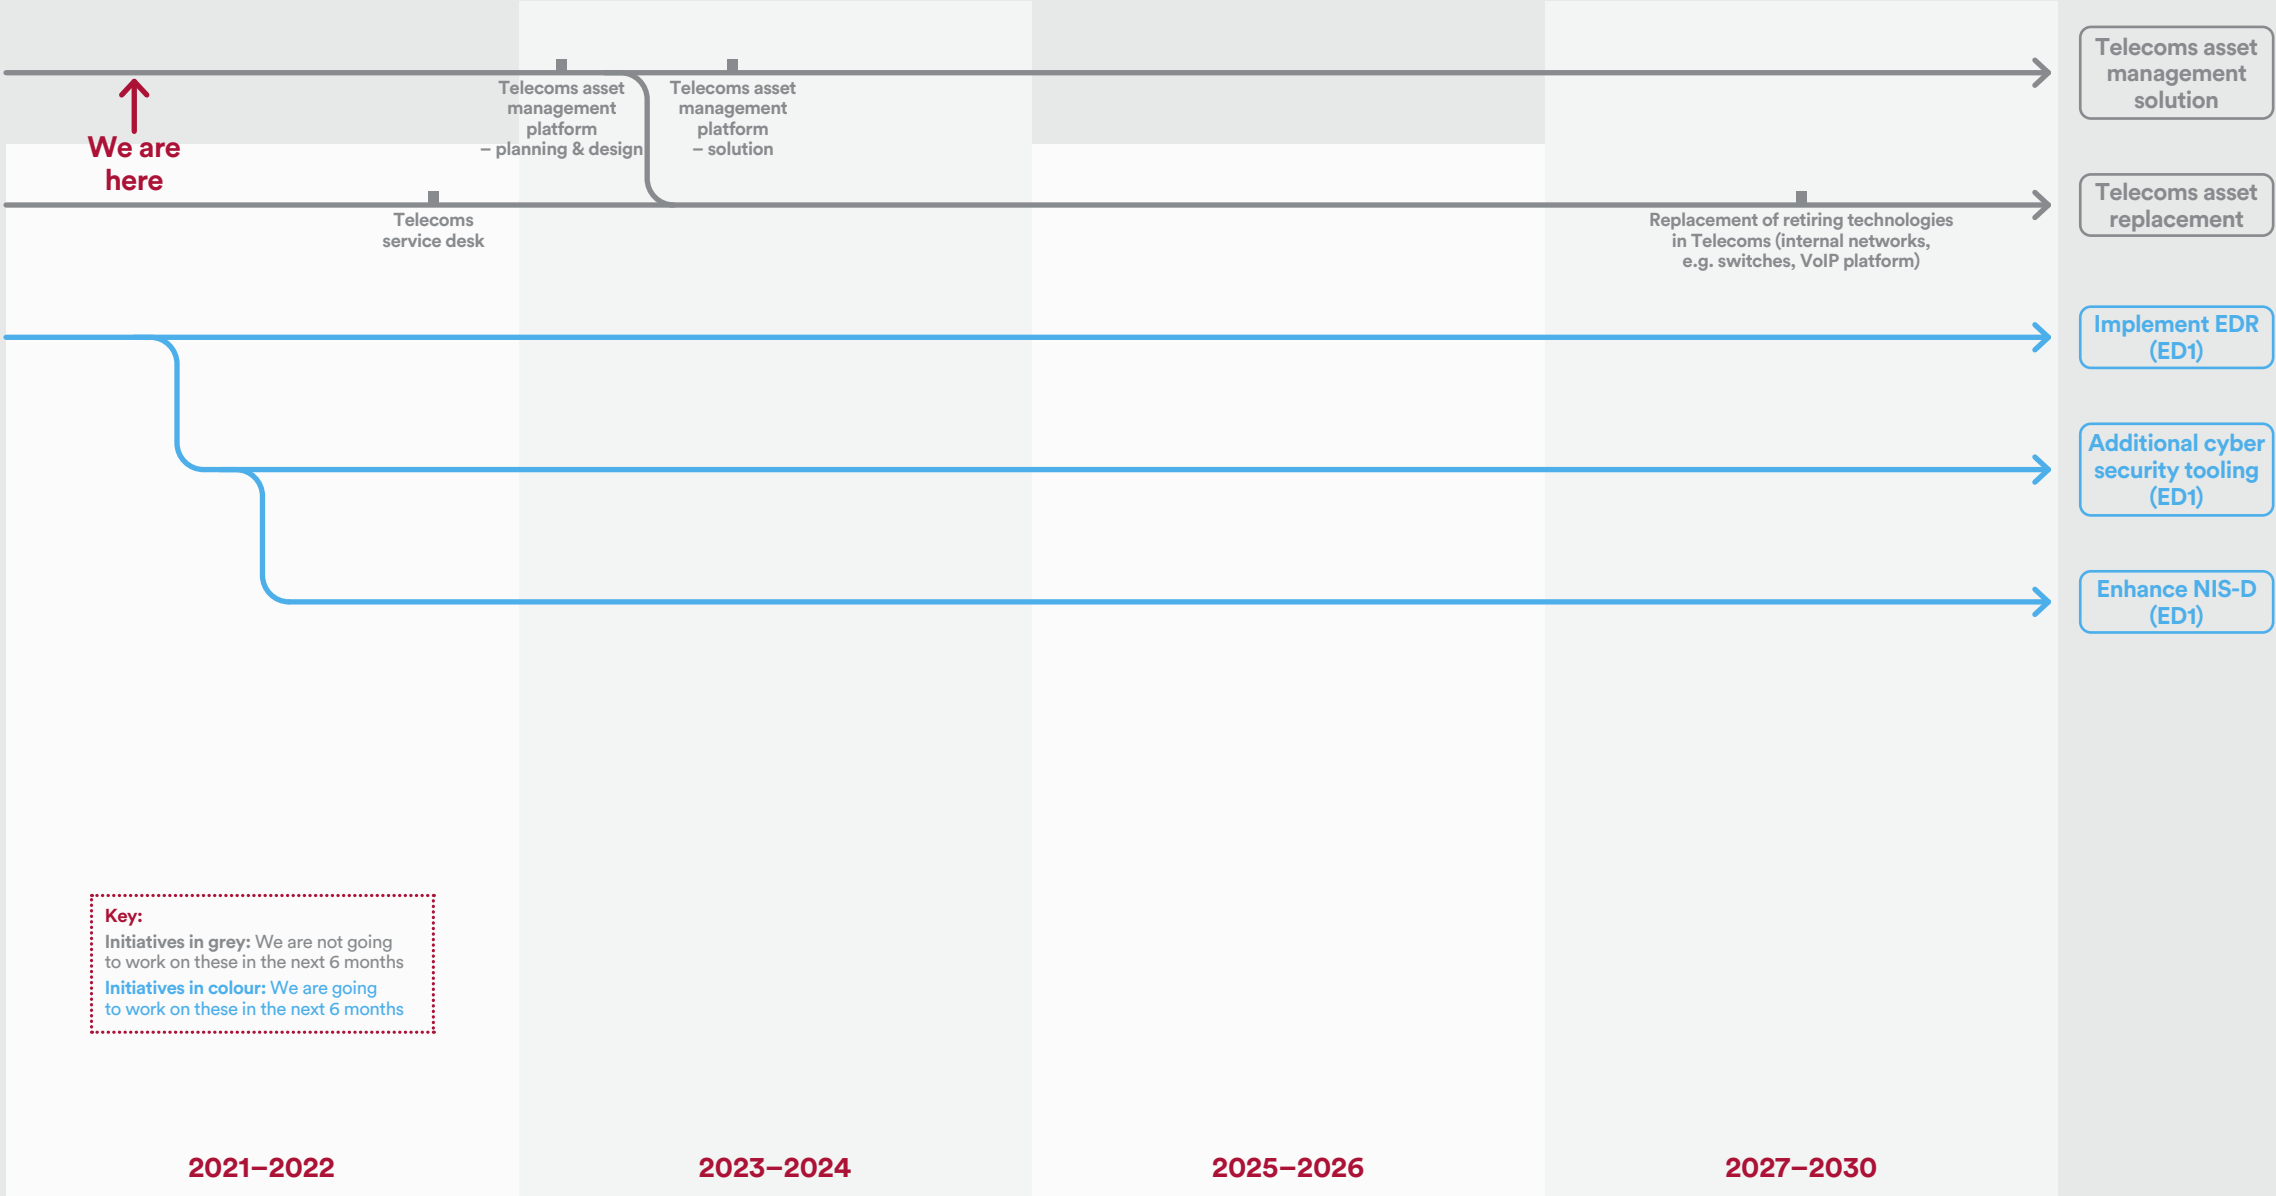 Telecoms asset
management
solution
Telecoms asset
management
platform
– planning & design
Telecoms asset
management
platform
– solution
We are
here
Telecoms asset
replacement
Telecoms
service desk
Replacement of retiring technologies
in Telecoms (internal networks,
e.g. switches, VoIP platform)
Implement EDR
(ED1)
Additional cyber
security tooling
(ED1)
Enhance NIS-D
(ED1)
Key:
Initiatives in grey: We are not going
to work on these in the next 6 months
Initiatives in colour: We are going
to work on these in the next 6 months
2021–2022
2023–2024
2025–2026
2027–2030